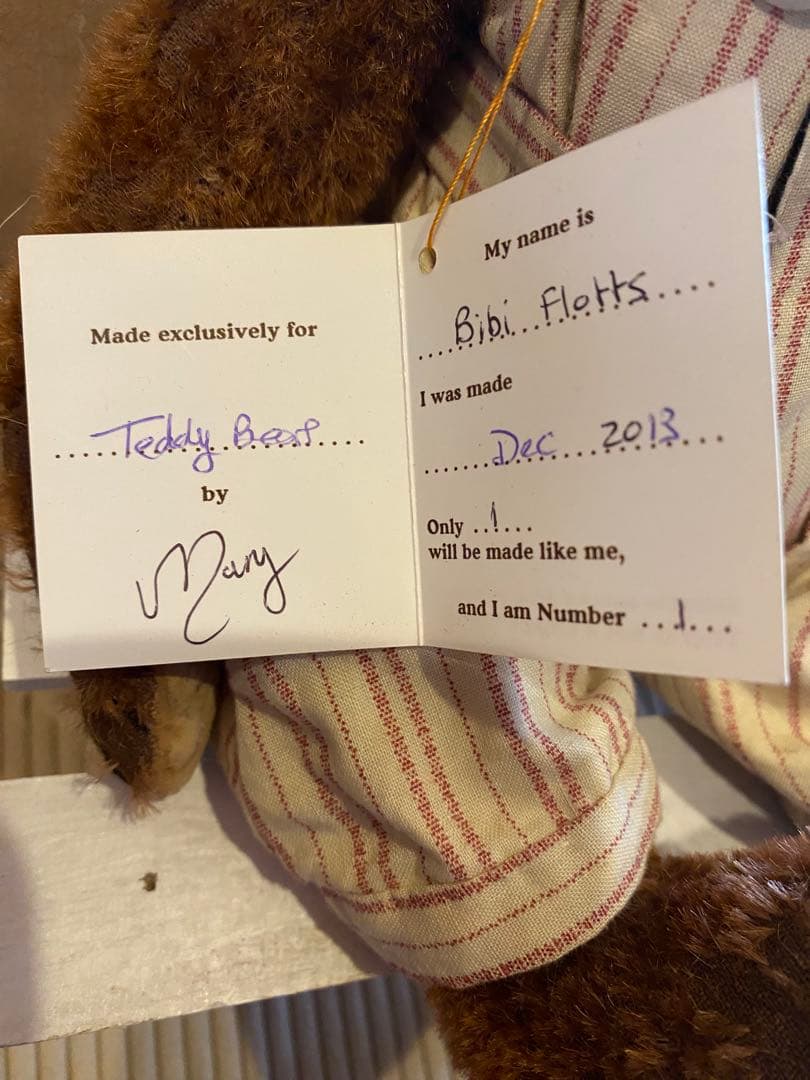 Made exclusively for
Teddy Bears
by
Mary
My name is
Bibi Flotts
I was made
Dec 2013
Only 1
will be made like me,
and I am Number 1